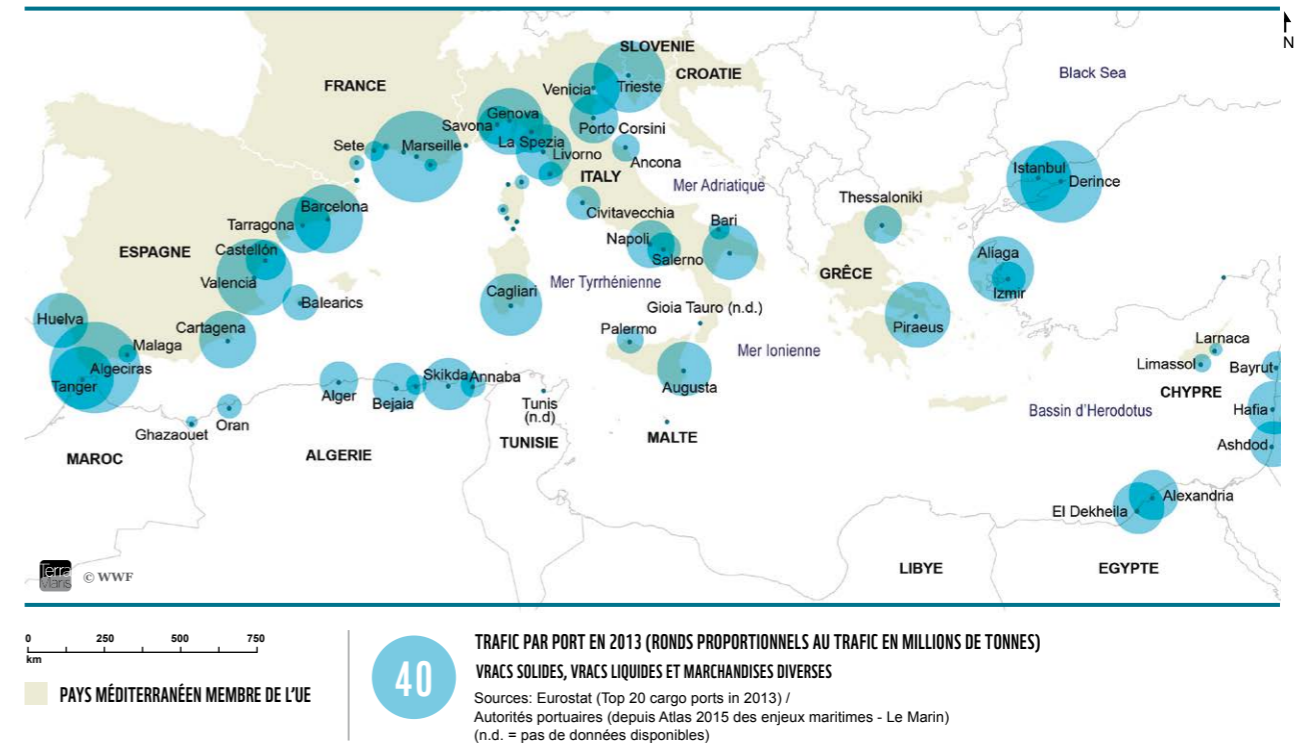 N
SLOVENIE
CROATIE
Black Sea
FRANCE
Venicia
Trieste
Genova
Savona
Porto Corsini
Sete
Marseille
La Spezia
Livorno
Ancona
ITALY
Istanbul
Derince
Mer Adriatique
Thessaloniki
Barcelona
Civitavecchia
Tarragona
Bari
Napoli
ESPAGNE
Castellón
Salerno
Aliaga
GRÊCE
Valencia
Mer Tyrrhénienne
Cagliari
Izmir
Balearics
Gioia Tauro (n.d.)
Huelva
Cartagena
Palermo
Piraeus
Larnaca
Malaga
Mer Ionienne
Limassol
Bayrut
Algeciras
Skikda
Annaba
Tanger
Augusta
CHYPRE
Alger
Bejaia
Tunis
(n.d)
Bassin d’Herodotus
Hafia
Oran
Ghazaouet
MALTE
TUNISIE
Ashdod
MAROC
ALGERIE
Alexandria
El Dekheila
LIBYE
EGYPTE
Terra
Maris
© WWF
0 250 500 750
km
PAYS MÉDITERRANÉEN MEMBRE DE L’UE
40
TRAFIC PAR PORT EN 2013 (RONDS PROPORTIONNELS AU TRAFIC EN MILLIONS DE TONNES)
VRACS SOLIDES, VRACS LIQUIDES ET MARCHANDISES DIVERSES
Sources: Eurostat (Top 20 cargo ports in 2013) /
Autorités portuaires (depuis Atlas 2015 des enjeux maritimes - Le Marin)
(n.d. = pas de données disponibles)